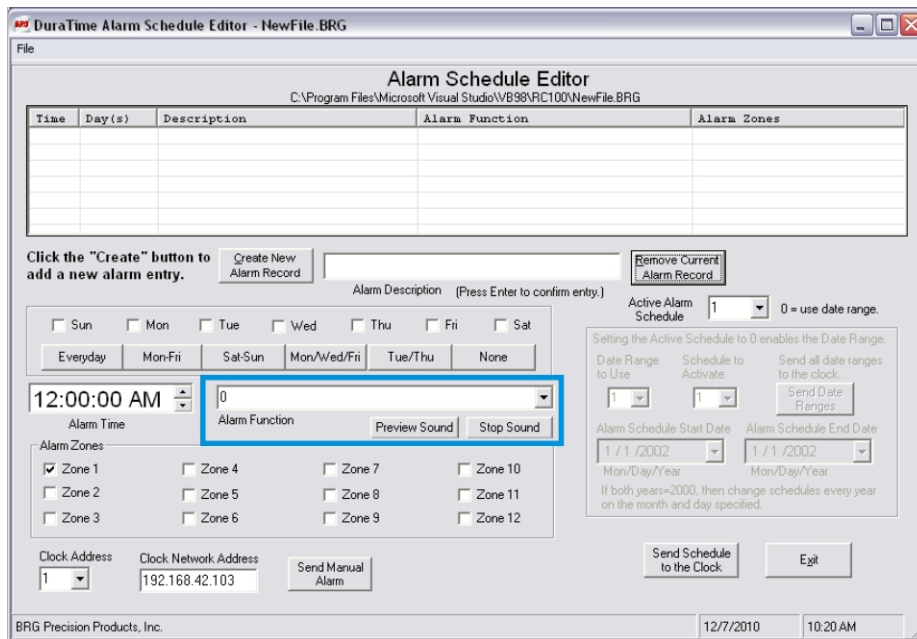 BRG DuraTime Alarm Schedule Editor - NewFile.BRG
File
Alarm Schedule Editor
C:\Program Files\Microsoft Visual Studio\VB98\RC100\NewFile.BRG
Time Day(s) Description Alarm Function Alarm Zones
Click the "Create" button to
add a new alarm entry.
Create New
Alarm Record
Alarm Description (Press Enter to confirm entry.)
Remove Current
Alarm Record
Active Alarm
Schedule
1
0 = use date range.
Sun Mon Tue Wed Thu Fri Sat
Everyday Mon-Fri Sat-Sun Mon/Wed/Fri Tue/Thu None
Setting the Active Schedule to 0 enables the Date Range.
Date Range
to Use
Schedule to
Activate
Send all date ranges
to the clock.
1
1
Send Date
Ranges
12:00:00 AM
Alarm Time
0
Alarm Function
Preview Sound Stop Sound
Alarm Schedule Start Date Alarm Schedule End Date
1 / 1 /2002 1 / 1 /2002
Mon/Day/Year Mon/Day/Year
If both years=2000, then change schedules every year
on the month and day specified.
Alarm Zones
Zone 1 Zone 4 Zone 7 Zone 10
Zone 2 Zone 5 Zone 8 Zone 11
Zone 3 Zone 6 Zone 9 Zone 12
Clock Address
1
Clock Network Address
192.168.42.103
Send Manual
Alarm
Send Schedule
to the Clock
Exit
BRG Precision Products, Inc. 12/7/2010 10:20 AM